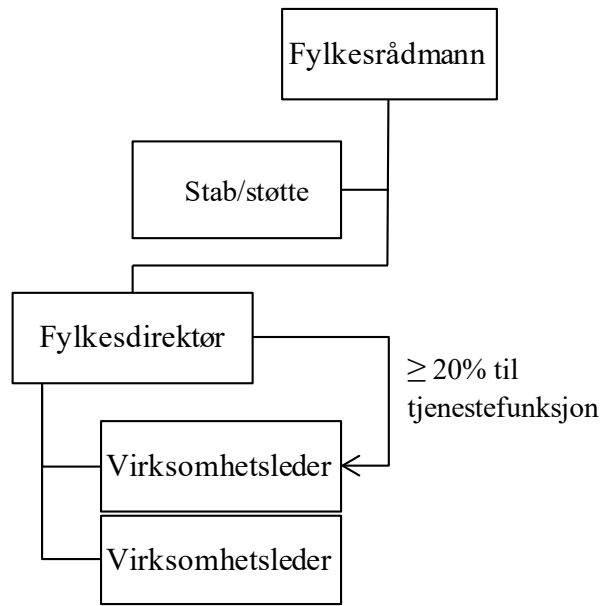 Fylkesrådmann
Stab/støtte
Fylkesdirektør
≥ 20% til
tjenestefunksjon
Virksomhetsleder
Virksomhetsleder